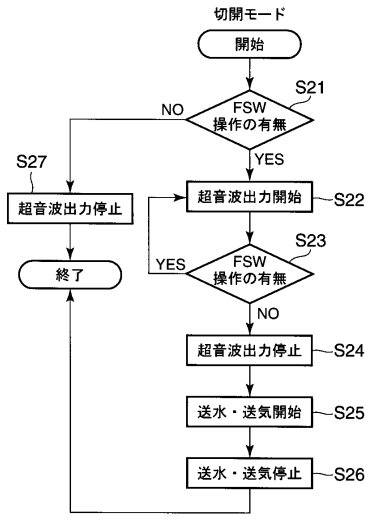 切開モード
開始
S21
NO
FSW
操作の有無
YES
S27
超音波出力停止
超音波出力開始
S22
S23
YES
FSW
操作の有無
終了
NO
超音波出力停止
S24
送水・送気開始
S25
送水・送気停止
S26